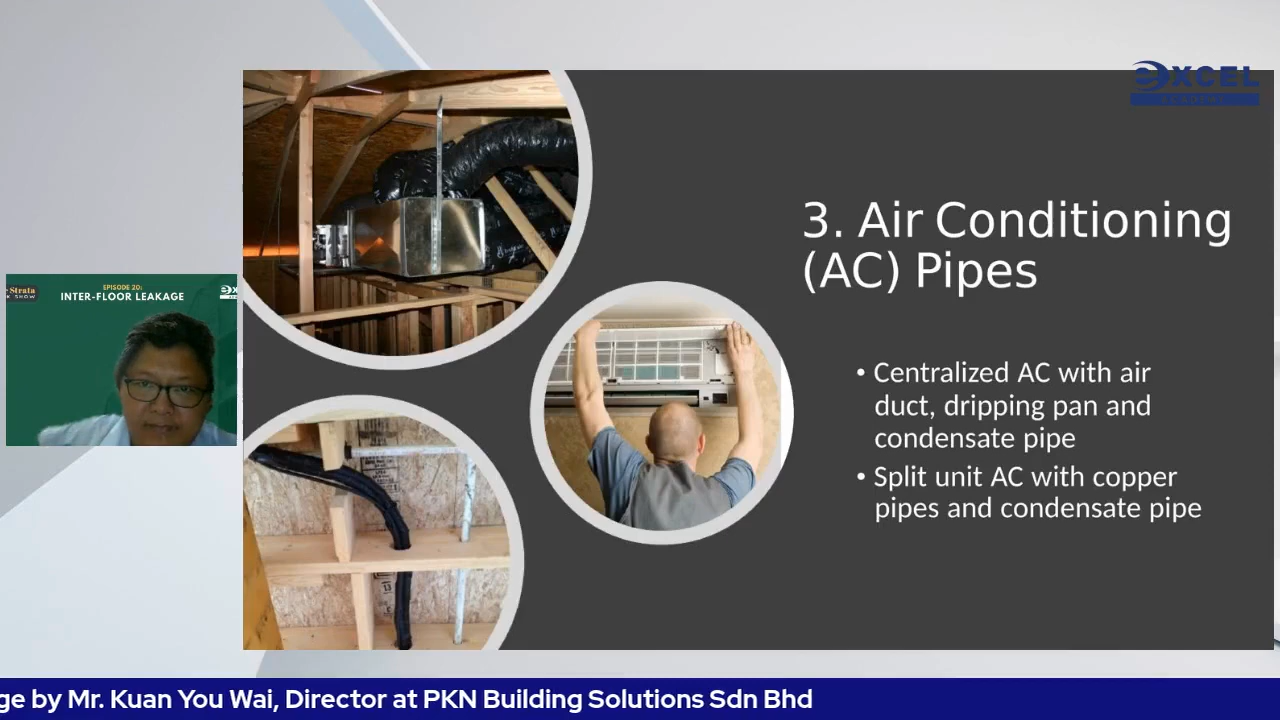 EXCEL
ACADEMY
3. Air Conditioning
(AC) Pipes
• Centralized AC with air
duct, dripping pan and
condensate pipe
• Split unit AC with copper
pipes and condensate pipe
Strata
SHOW
EPISODE 20:
INTER-FLOOR LEAKAGE
ge by Mr. Kuan You Wai, Director at PKN Building Solutions Sdn Bhd